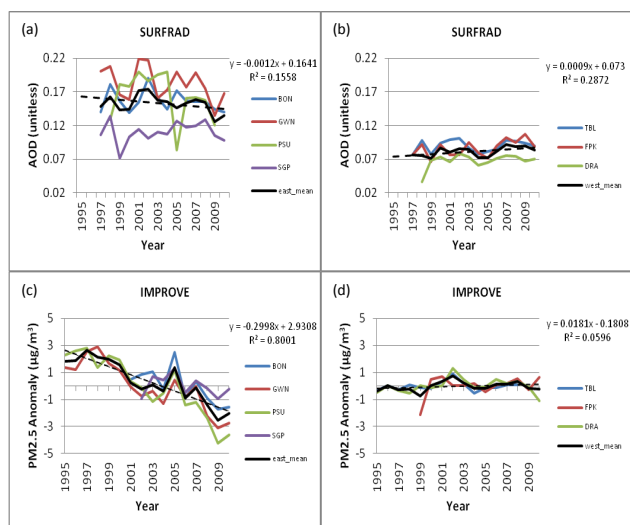 (a)
SURFRAD
AOD (unitless)
0.22
0.17
0.12
0.07
0.02
1995
1997
1999
2001
2003
2005
2007
2009
Year
y = -0.0012x + 0.1641
R² = 0.1558
BON
GWN
PSU
SGP
east_mean
(b)
SURFRAD
AOD (unitless)
0.22
0.17
0.12
0.07
0.02
1995
1997
1999
2001
2003
2005
2007
2009
Year
y = 0.0009x + 0.073
R² = 0.2872
TBL
FPK
DRA
west_mean
(c)
IMPROVE
PM2.5 Anomaly (µg/m³)
5
3
1
-1
-3
-5
1995
1997
1999
2001
2003
2005
2007
2009
Year
y = -0.2998x + 2.9308
R² = 0.8001
BON
GWN
PSU
SGP
east_mean
(d)
IMPROVE
PM2.5 Anomaly (µg/m³)
5
3
1
-1
-3
-5
1995
1997
1999
2001
2003
2005
2007
2009
Year
y = 0.0181x - 0.1808
R² = 0.0596
TBL
FPK
DRA
west_mean